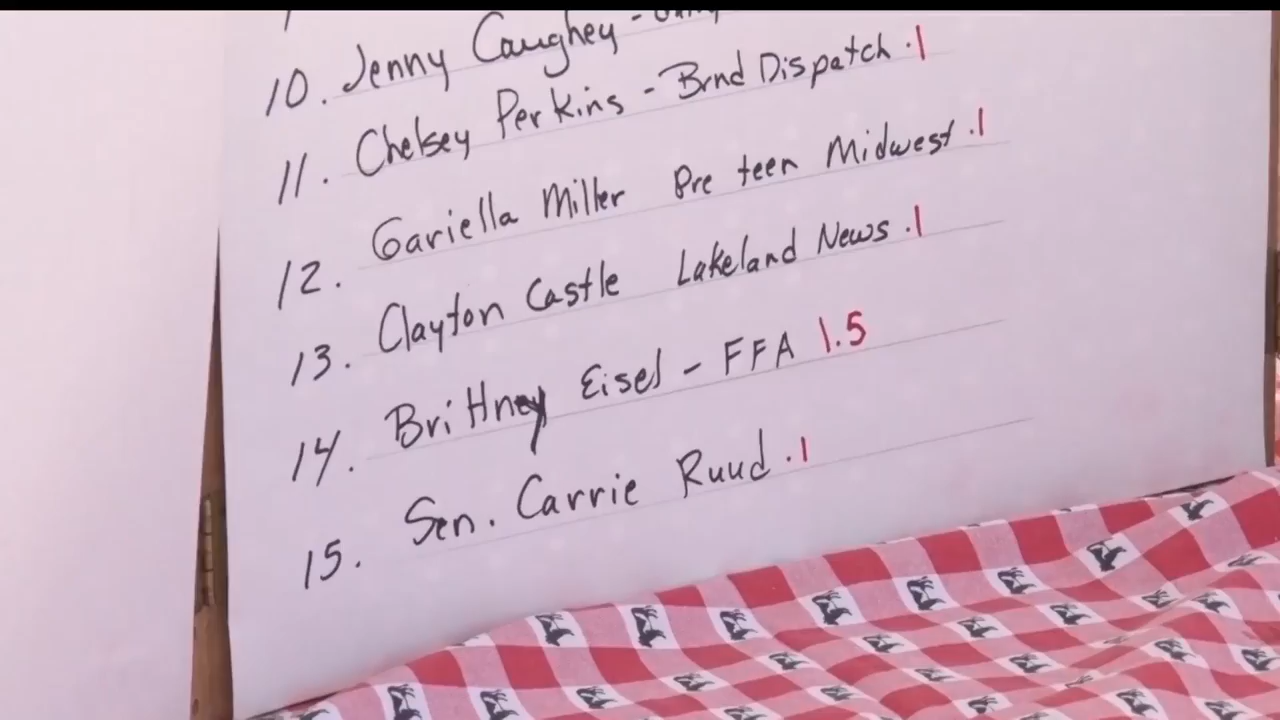 10. Jenny Caughey -
11. Chelsey Perkins - Brnd Dispatch .1
12. Gariella Miller Pre teen Midwest .1
13. Clayton Castle Lakeland News .1
14. Brittney Eisel - FFA 1.5
15. Sen. Carrie Ruud .1